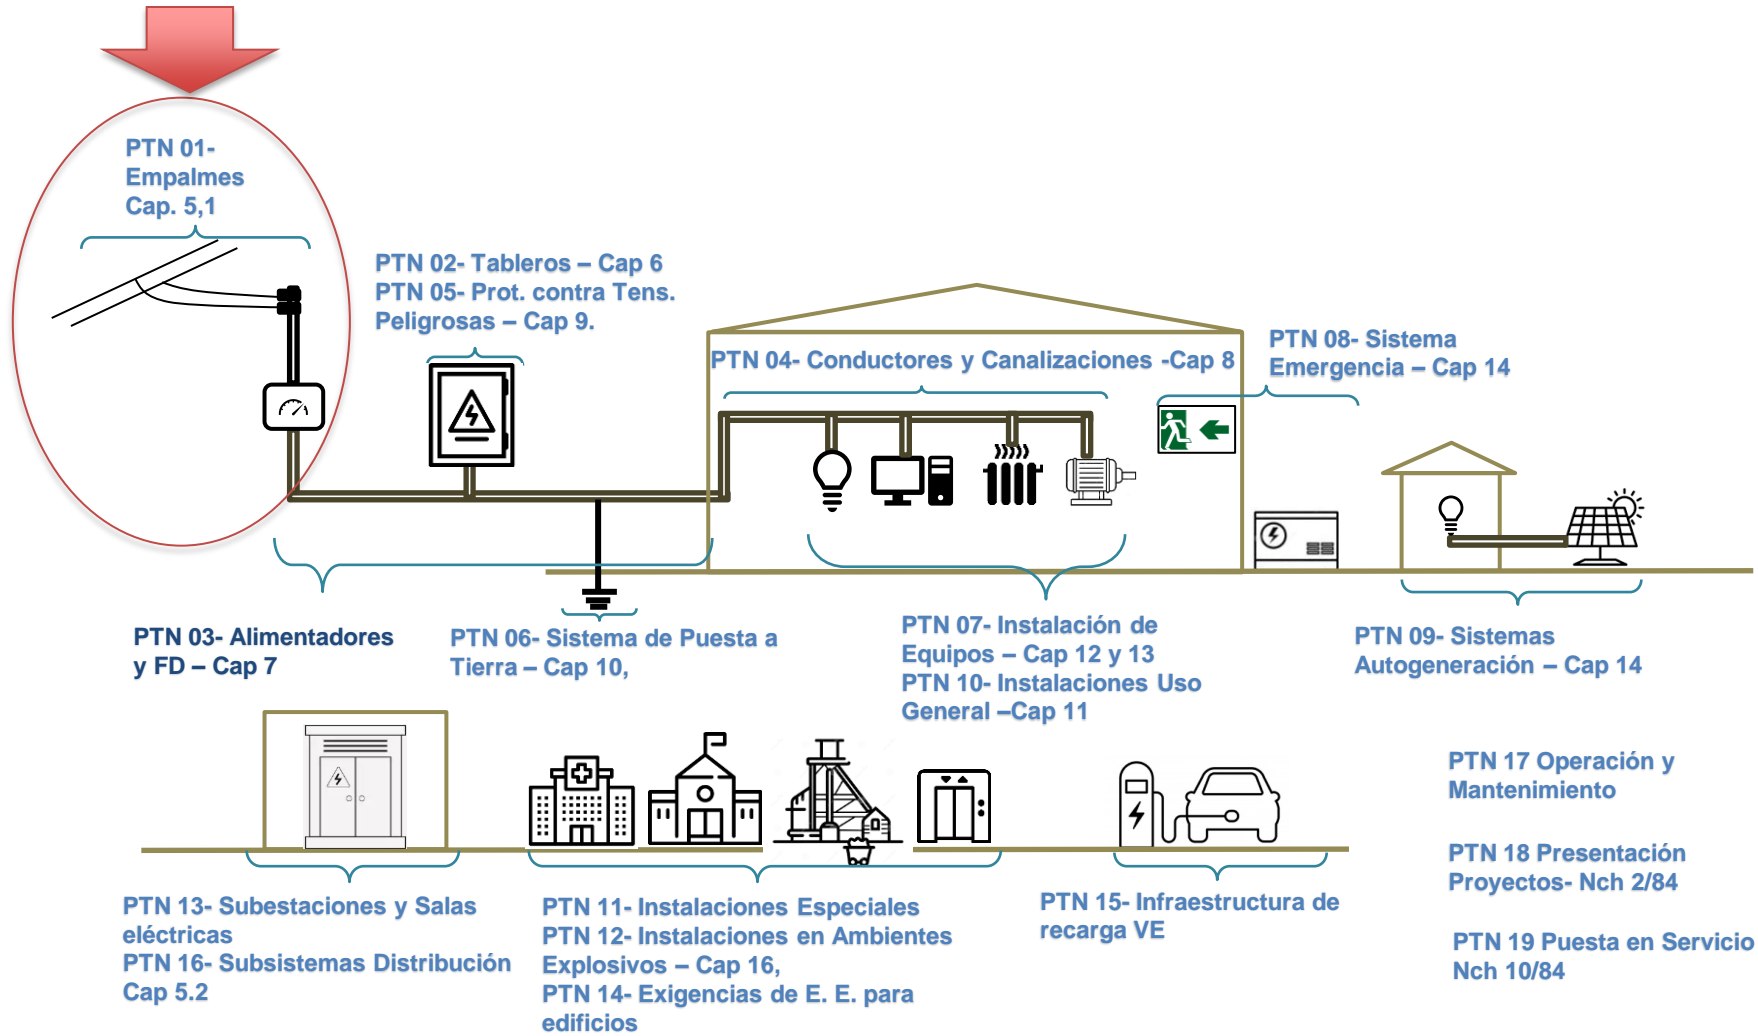 PTN 01-
Empalmes
Cap. 5,1
PTN 02- Tableros – Cap 6
PTN 05- Prot. contra Tens.
Peligrosas – Cap 9.
PTN 04- Conductores y Canalizaciones -Cap 8
PTN 08- Sistema
Emergencia – Cap 14
PTN 03- Alimentadores
y FD – Cap 7
PTN 06- Sistema de Puesta a
Tierra – Cap 10,
PTN 07- Instalación de
Equipos – Cap 12 y 13
PTN 10- Instalaciones Uso
General –Cap 11
PTN 09- Sistemas
Autogeneración – Cap 14
PTN 13- Subestaciones y Salas
eléctricas
PTN 16- Subsistemas Distribución
Cap 5.2
PTN 11- Instalaciones Especiales
PTN 12- Instalaciones en Ambientes
Explosivos – Cap 16,
PTN 14- Exigencias de E. E. para
edificios
PTN 15- Infraestructura de
recarga VE
PTN 17 Operación y
Mantenimiento
PTN 18 Presentación
Proyectos- Nch 2/84
PTN 19 Puesta en Servicio
Nch 10/84